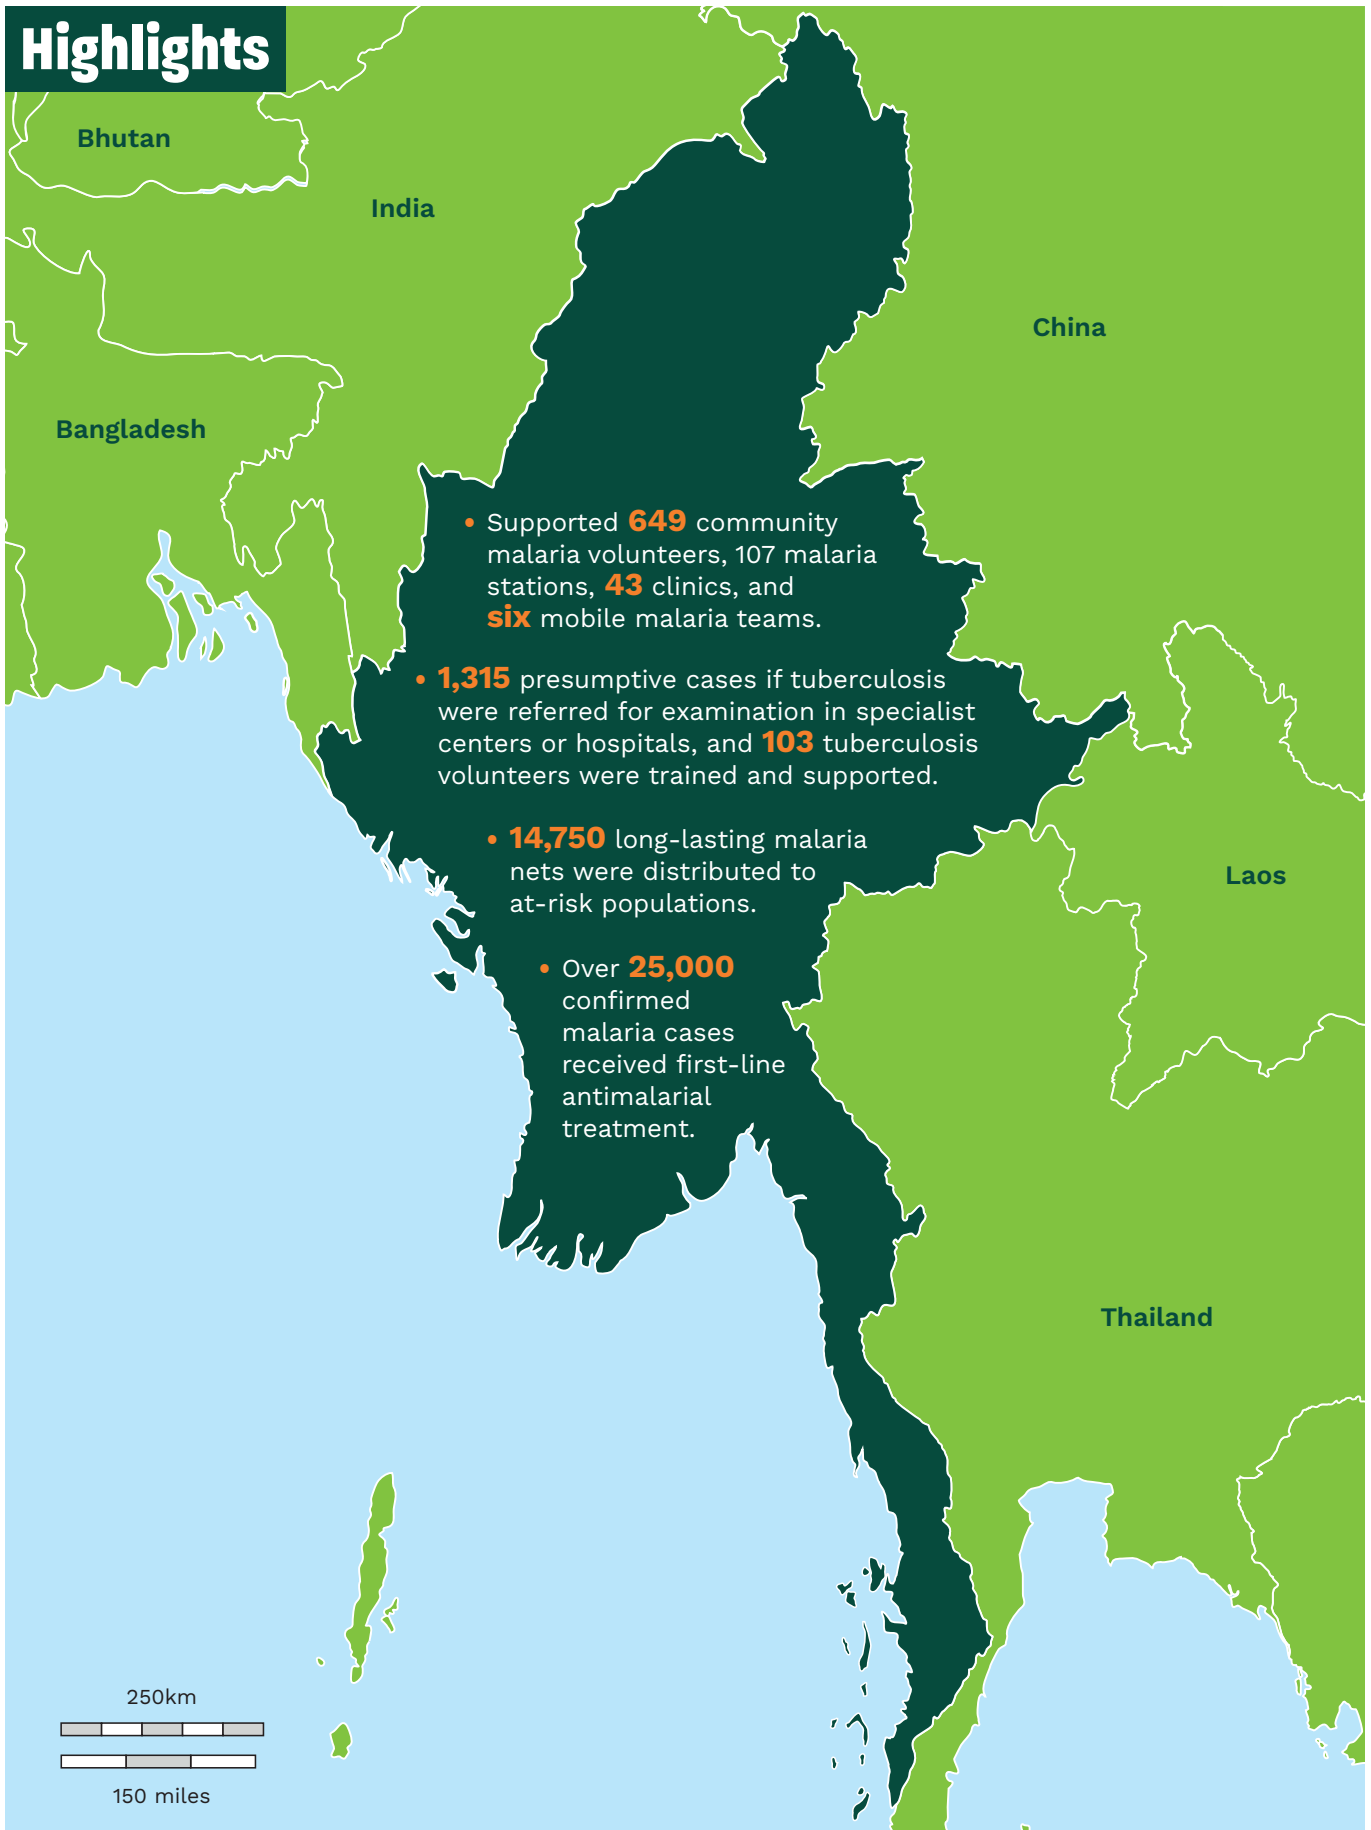 Highlights
Bhutan
India
China
Bangladesh
• Supported 649 community
malaria volunteers, 107 malaria
stations, 43 clinics, and
six mobile malaria teams.
• 1,315 presumptive cases if tuberculosis
were referred for examination in specialist
centers or hospitals, and 103 tuberculosis
volunteers were trained and supported.
• 14,750 long-lasting malaria
nets were distributed to
at-risk populations.
Laos
• Over 25,000
confirmed
malaria cases
received first-line
antimalarial
treatment.
Thailand
250km
150 miles